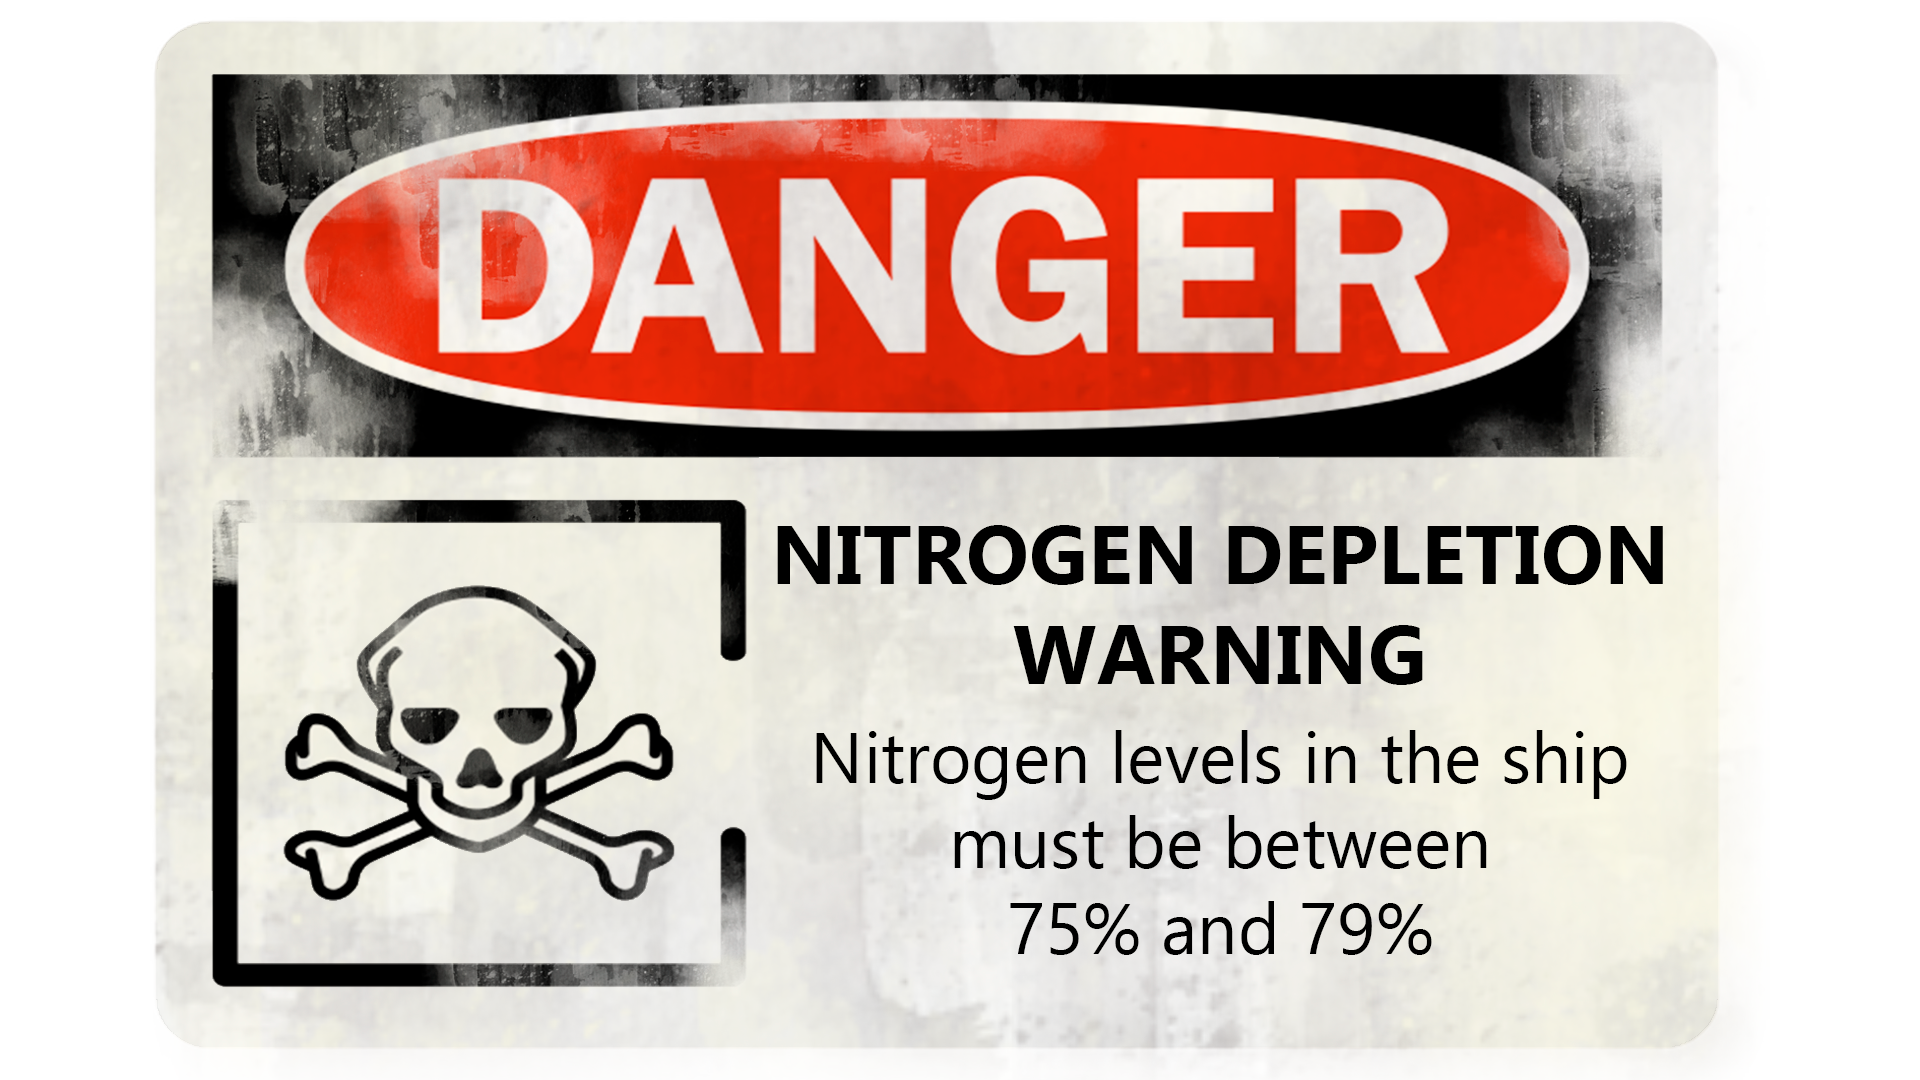 DANGER
NITROGEN DEPLETION
WARNING
Nitrogen levels in the ship
must be between
75% and 79%